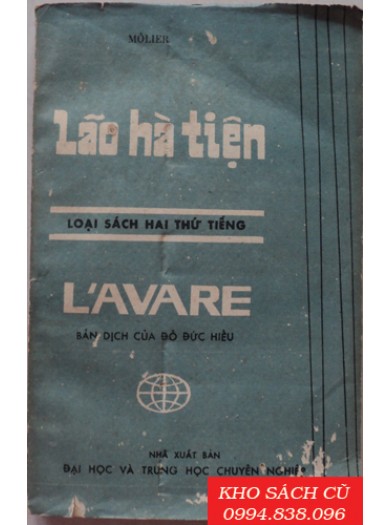 MÔLIER
Lão hà tiện
LOẠI SÁCH HAI THỨ TIẾNG
L'AVARE
BẢN DỊCH CỦA ĐỖ ĐỨC HIỂU
NHÀ XUẤT BẢN
ĐẠI HỌC VÀ TRUNG HỌC CHUYÊN NGHIỆP
KHO SÁCH CŨ
0994.838.096